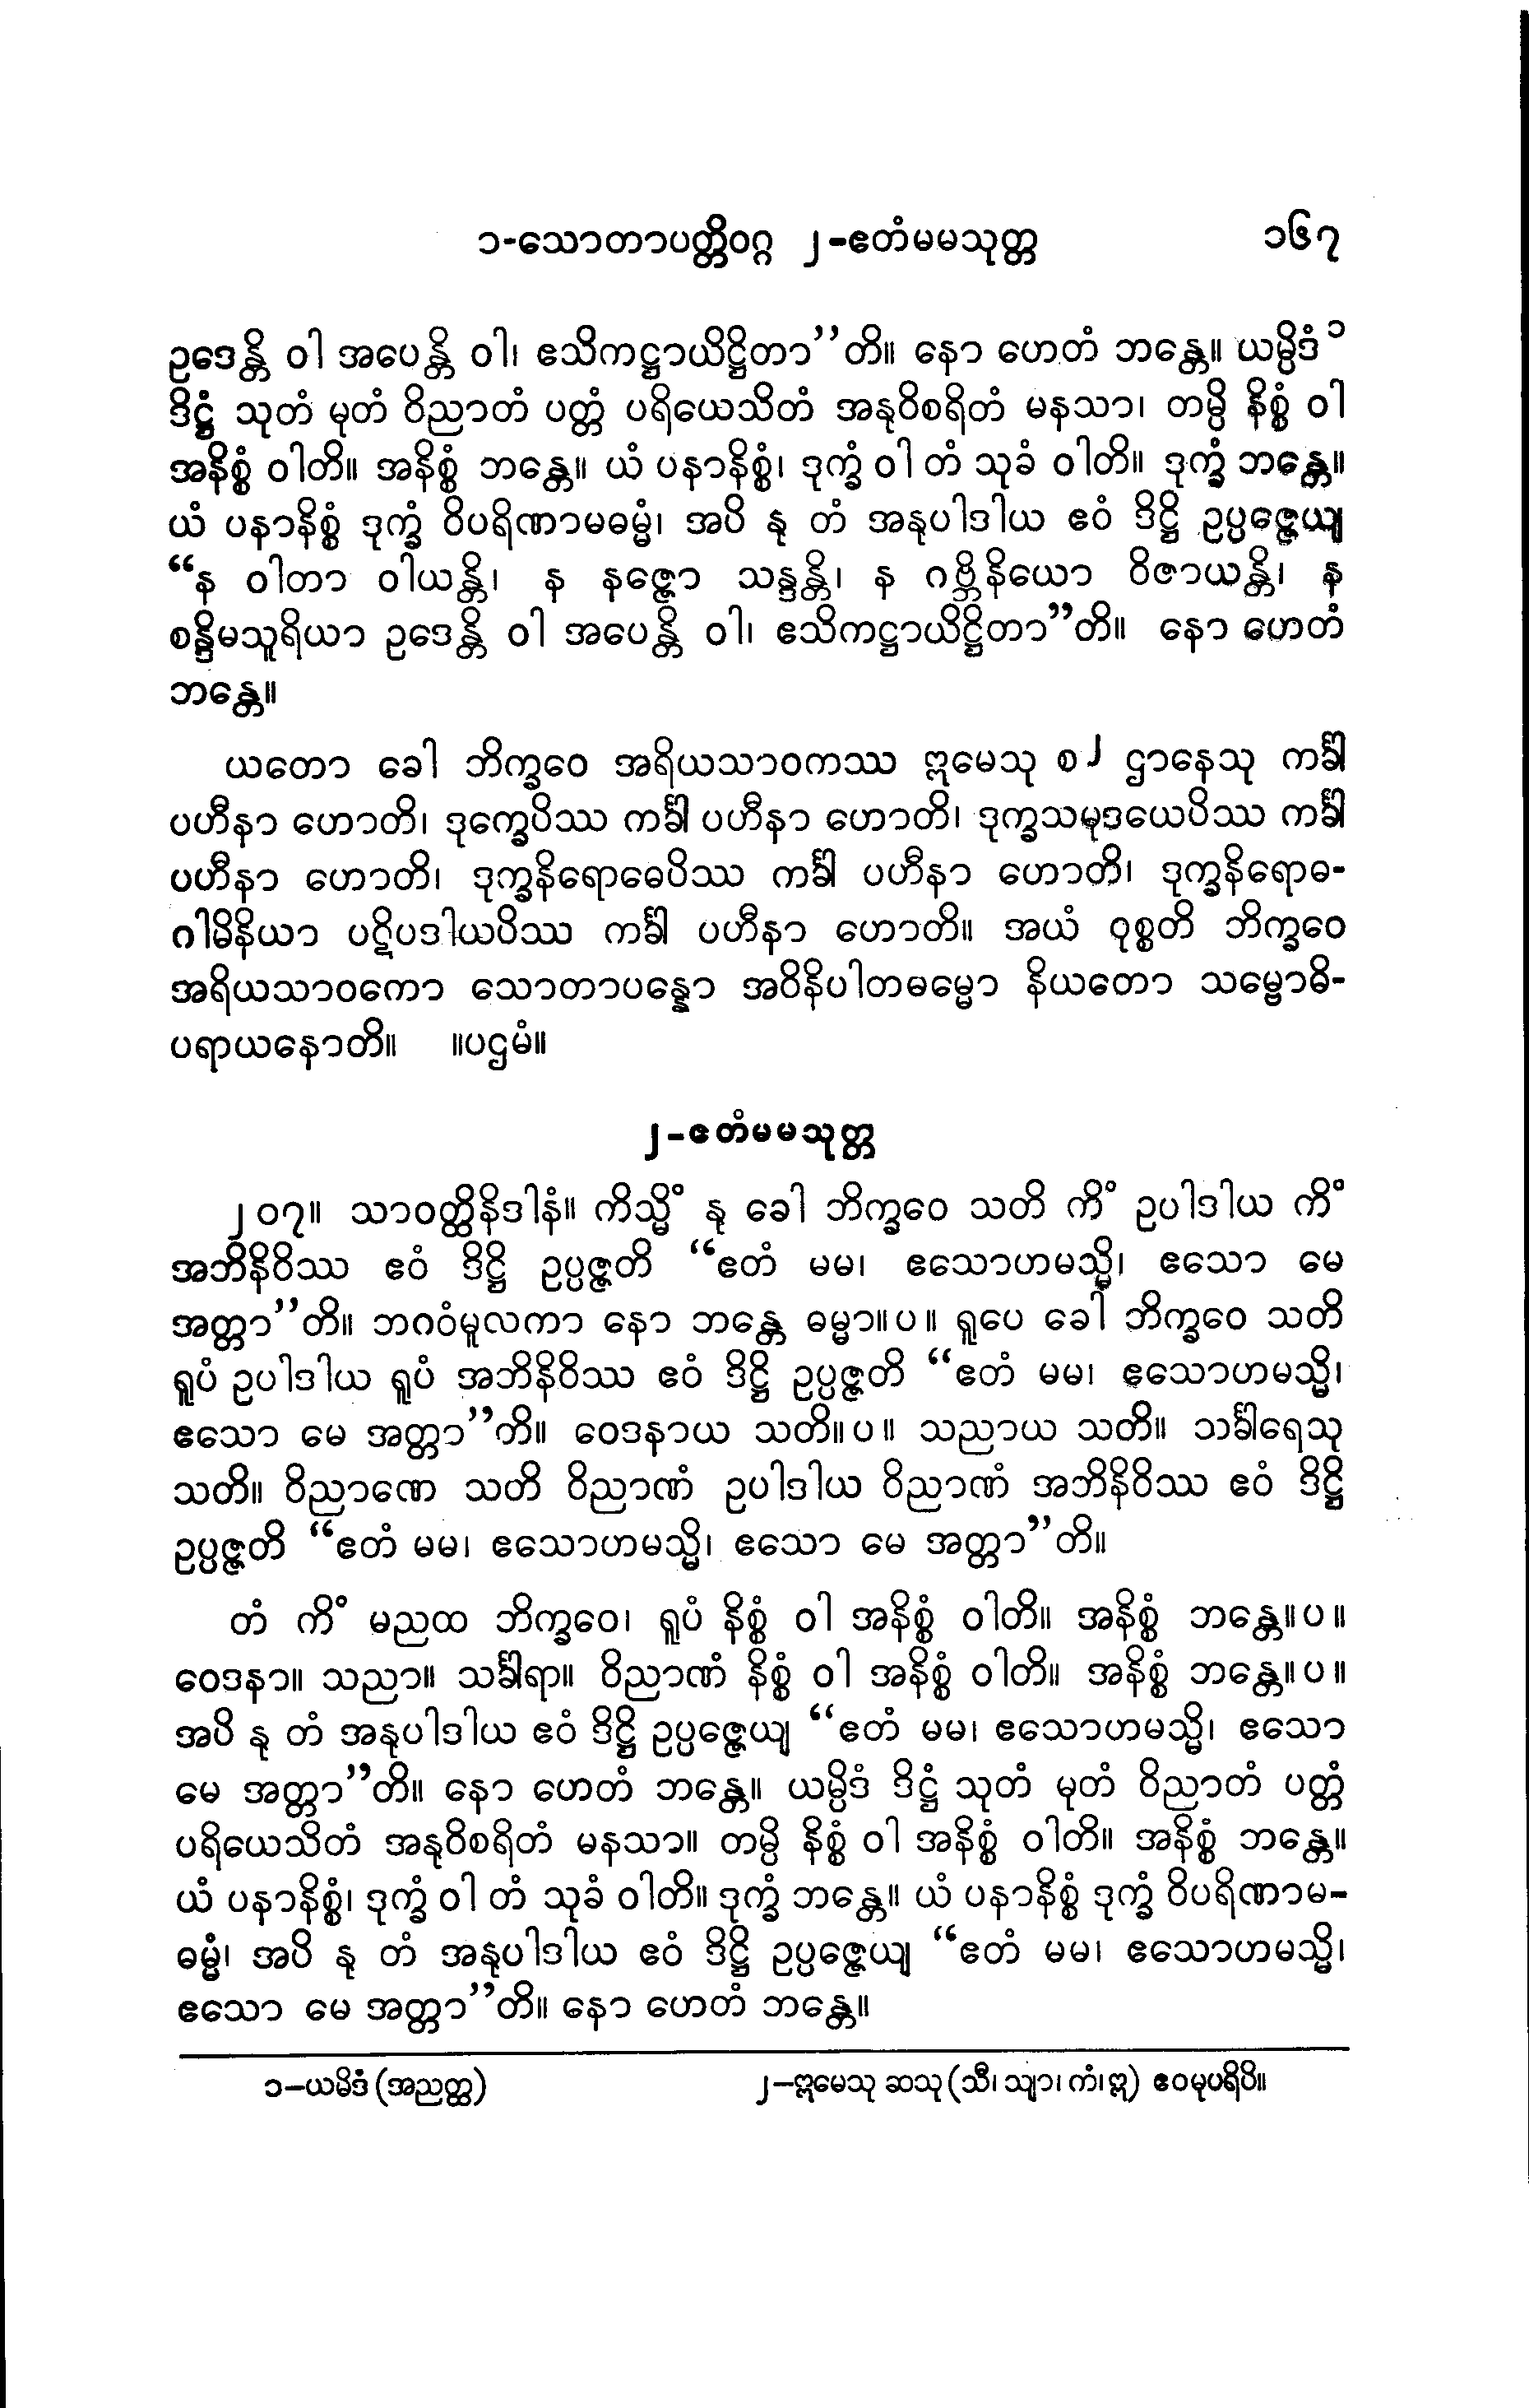 ၁-သောတာပတ္တိဝဂ္ဂ ၂-ဧတံမမသုတ္တ ၁၆၇
ဥဒေန္တိ ဝါ အပေန္တိ ဝါ၊ ဧသိကဋ္ဌာယိဋ္ဌိတာ”တိ။ နော ဟေတံ ဘန္တေ။ ယမ္ပိဒံ၁
ဒိဋ္ဌံ သုတံ မုတံ ဝိညာတံ ပတ္တံ ပရိယေသိတံ အနုဝိစရိတံ မနသာ၊ တမ္ပိ နိစ္စံ ဝါ
အနိစ္စံ ဝါတိ။ အနိစ္စံ ဘန္တေ။ ယံ ပနာနိစ္စံ၊ ဒုက္ခံ ဝါ တံ သုခံ ဝါတိ။ ဒုက္ခံ ဘန္တေ။
ယံ ပနာနိစ္စံ ဒုက္ခံ ဝိပရိဏာမဓမ္မံ၊ အပိ နု တံ အနုပါဒါယ ဧဝံ ဒိဋ္ဌိ ဥပ္ပဇ္ဇေယျ
“န ဝါတာ ဝါယန္တိ၊ န နဇ္ဇော သန္ဒန္တိ၊ န ဂဗ္ဘိနိယော ဝိဇာယန္တိ၊ န
စန္ဒိမသူရိယာ ဥဒေန္တိ ဝါ အပေန္တိ ဝါ၊ ဧသိကဋ္ဌာယိဋ္ဌိတာ”တိ။ နော ဟေတံ
ဘန္တေ။
ယတော ခေါ ဘိက္ခဝေ အရိယသာဝကဿ ဣမေသု စ၂ ဌာနေသု ကင်္ခါ
ပဟီနာ ဟောတိ၊ ဒုက္ခေပိဿ ကင်္ခါ ပဟီနာ ဟောတိ၊ ဒုက္ခသမုဒယေပိဿ ကင်္ခါ
ပဟီနာ ဟောတိ၊ ဒုက္ခနိရောဓေပိဿ ကင်္ခါ ပဟီနာ ဟောတိ၊ ဒုက္ခနိရောဓ-
ဂါမိနိယာ ပဋိပဒါယပိဿ ကင်္ခါ ပဟီနာ ဟောတိ။ အယံ ဝုစ္စတိ ဘိက္ခဝေ
အရိယသာဝကော သောတာပန္နော အဝိနိပါတဓမ္မော နိယတော သမ္ဗောဓိ-
ပရာယနောတိ။ ။ပဌမံ။
၂-ဧတံမမသုတ္တ
၂၀၇။ သာဝတ္ထိနိဒါနံ။ ကိသ္မိံ နု ခေါ ဘိက္ခဝေ သတိ ကိံ ဥပါဒါယ ကိံ
အဘိနိဝိဿ ဧဝံ ဒိဋ္ဌိ ဥပ္ပဇ္ဇတိ “ဧတံ မမ၊ ဧသောဟမသ္မိ၊ ဧသော မေ
အတ္တာ”တိ။ ဘဂဝံမူလကာ နော ဘန္တေ ဓမ္မာ။ပ။ ရူပေ ခေါ ဘိက္ခဝေ သတိ
ရူပံ ဥပါဒါယ ရူပံ အဘိနိဝိဿ ဧဝံ ဒိဋ္ဌိ ဥပ္ပဇ္ဇတိ “ဧတံ မမ၊ ဧသောဟမသ္မိ၊
ဧသော မေ အတ္တာ”တိ။ ဝေဒနာယ သတိ။ပ။ သညာယ သတိ။ သင်္ခါရေသု
သတိ။ ဝိညာဏေ သတိ ဝိညာဏံ ဥပါဒါယ ဝိညာဏံ အဘိနိဝိဿ ဧဝံ ဒိဋ္ဌိ
ဥပ္ပဇ္ဇတိ “ဧတံ မမ၊ ဧသောဟမသ္မိ၊ ဧသော မေ အတ္တာ”တိ။
တံ ကိံ မညထ ဘိက္ခဝေ၊ ရူပံ နိစ္စံ ဝါ အနိစ္စံ ဝါတိ။ အနိစ္စံ ဘန္တေ။ပ။
ဝေဒနာ။ သညာ။ သင်္ခါရာ။ ဝိညာဏံ နိစ္စံ ဝါ အနိစ္စံ ဝါတိ။ အနိစ္စံ ဘန္တေ။ပ။
အပိ နု တံ အနုပါဒါယ ဧဝံ ဒိဋ္ဌိ ဥပ္ပဇ္ဇေယျ “ဧတံ မမ၊ ဧသောဟမသ္မိ၊ ဧသော
မေ အတ္တာ”တိ။ နော ဟေတံ ဘန္တေ။ ယမ္ပိဒံ ဒိဋ္ဌံ သုတံ မုတံ ဝိညာတံ ပတ္တံ
ပရိယေသိတံ အနုဝိစရိတံ မနသာ။ တမ္ပိ နိစ္စံ ဝါ အနိစ္စံ ဝါတိ။ အနိစ္စံ ဘန္တေ။
ယံ ပနာနိစ္စံ၊ ဒုက္ခံ ဝါ တံ သုခံ ဝါတိ။ ဒုက္ခံ ဘန္တေ။ ယံ ပနာနိစ္စံ ဒုက္ခံ ဝိပရိဏာမ-
ဓမ္မံ၊ အပိ နု တံ အနုပါဒါယ ဧဝံ ဒိဋ္ဌိ ဥပ္ပဇ္ဇေယျ “ဧတံ မမ၊ ဧသောဟမသ္မိ၊
ဧသော မေ အတ္တာ”တိ။ နော ဟေတံ ဘန္တေ။
၁–ယမိဒံ (အညတ္ထ) ၂–ဣမေသု ဆသု (သီ၊ သျာ၊ ကံ၊ ဣ) ဧဝမုပရိပိ။